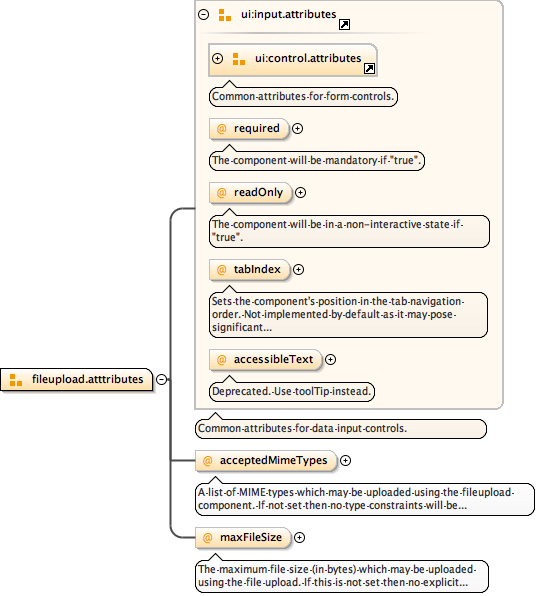 ui:input.attributes
ui:control.attributes
Common attributes for form controls.
@ required
The component will be mandatory if "true".
@ readOnly
The component will be in a non-interactive state if
"true".
@ tabIndex
Sets the component's position in the tab navigation
order. Not implemented by default as it may pose
significant...
@ accessibleText
Deprecated. Use toolTip instead.
fileupload.atttributes
Common attributes for data input controls.
@ acceptedMimeTypes
A list of MIME types which may be uploaded using the fileupload
component. If not set then no type constraints will be...
@ maxFileSize
The maximum file size (in bytes) which may be uploaded
using the file upload. If this is not set then no explicit...